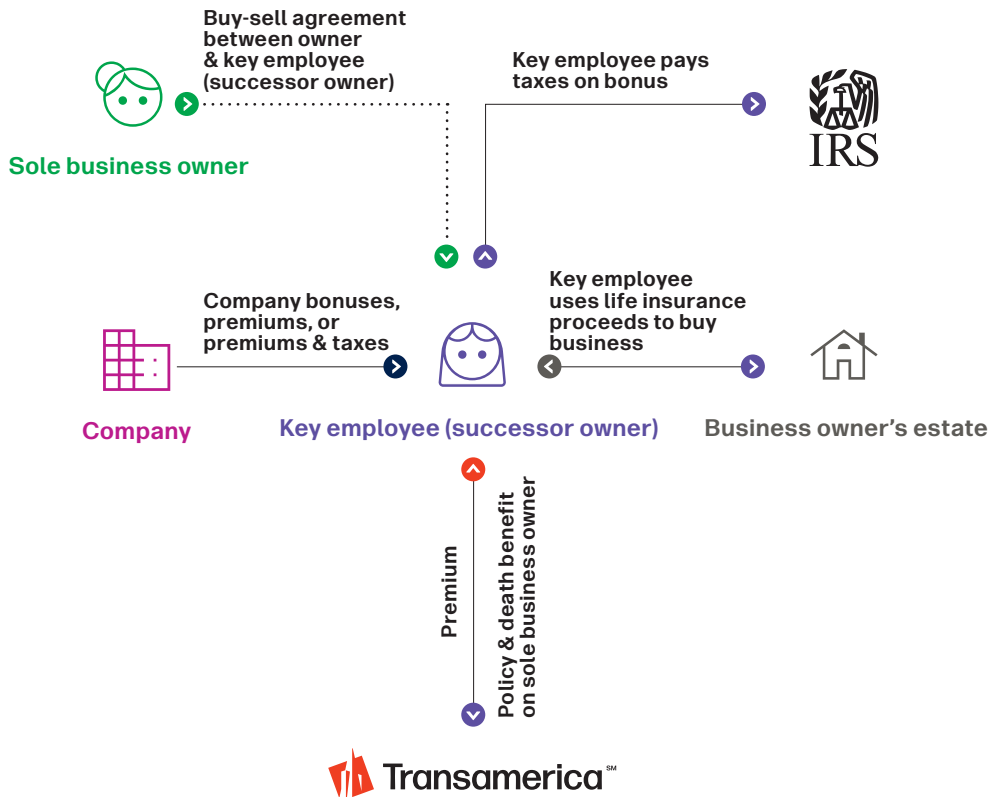 Buy-sell agreement
between owner
& key employee
(successor owner)
Key employee pays
taxes on bonus
IRS
Sole business owner
Company bonuses,
premiums, or
premiums & taxes
Key employee
uses life insurance
proceeds to buy
business
Company
Key employee (successor owner)
Business owner’s estate
Premium
Policy & death benefit
on sole business owner
Transamerica℠